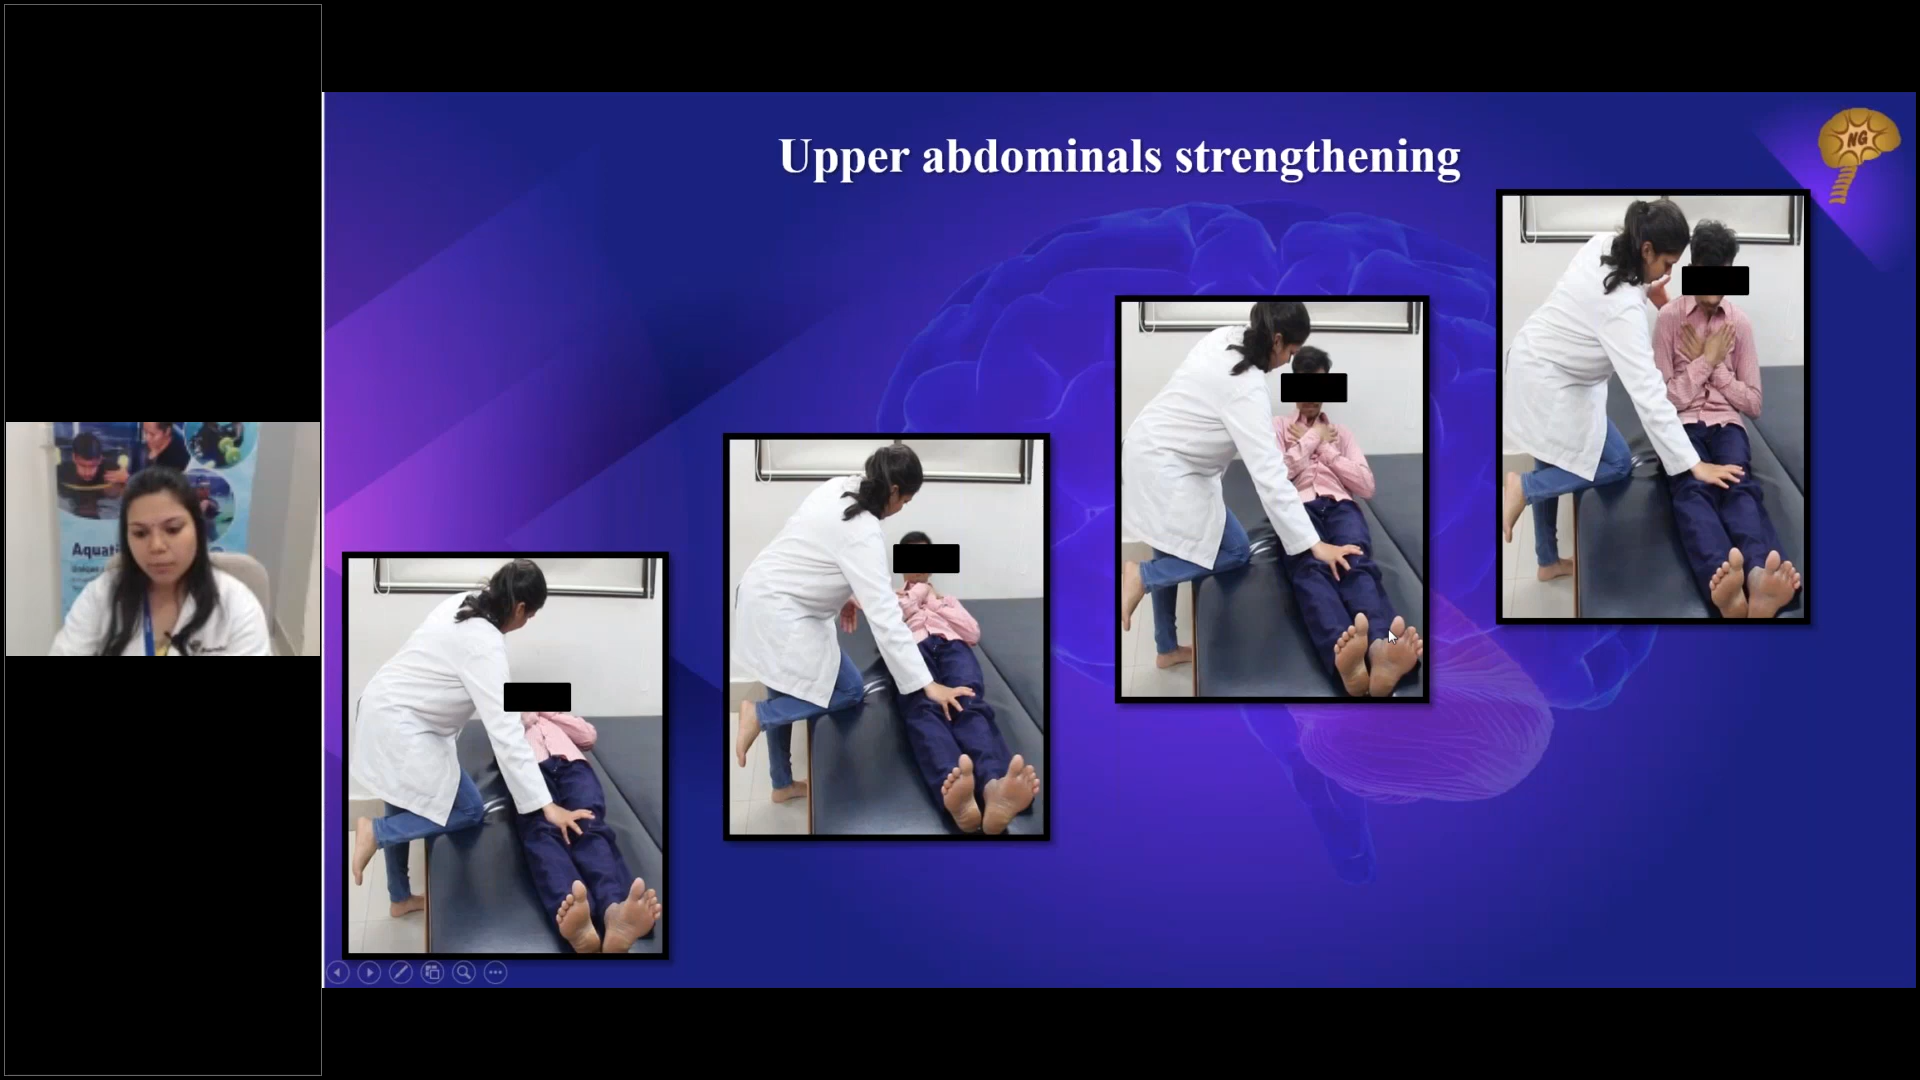 Upper abdominals strengthening
NG
Aquati